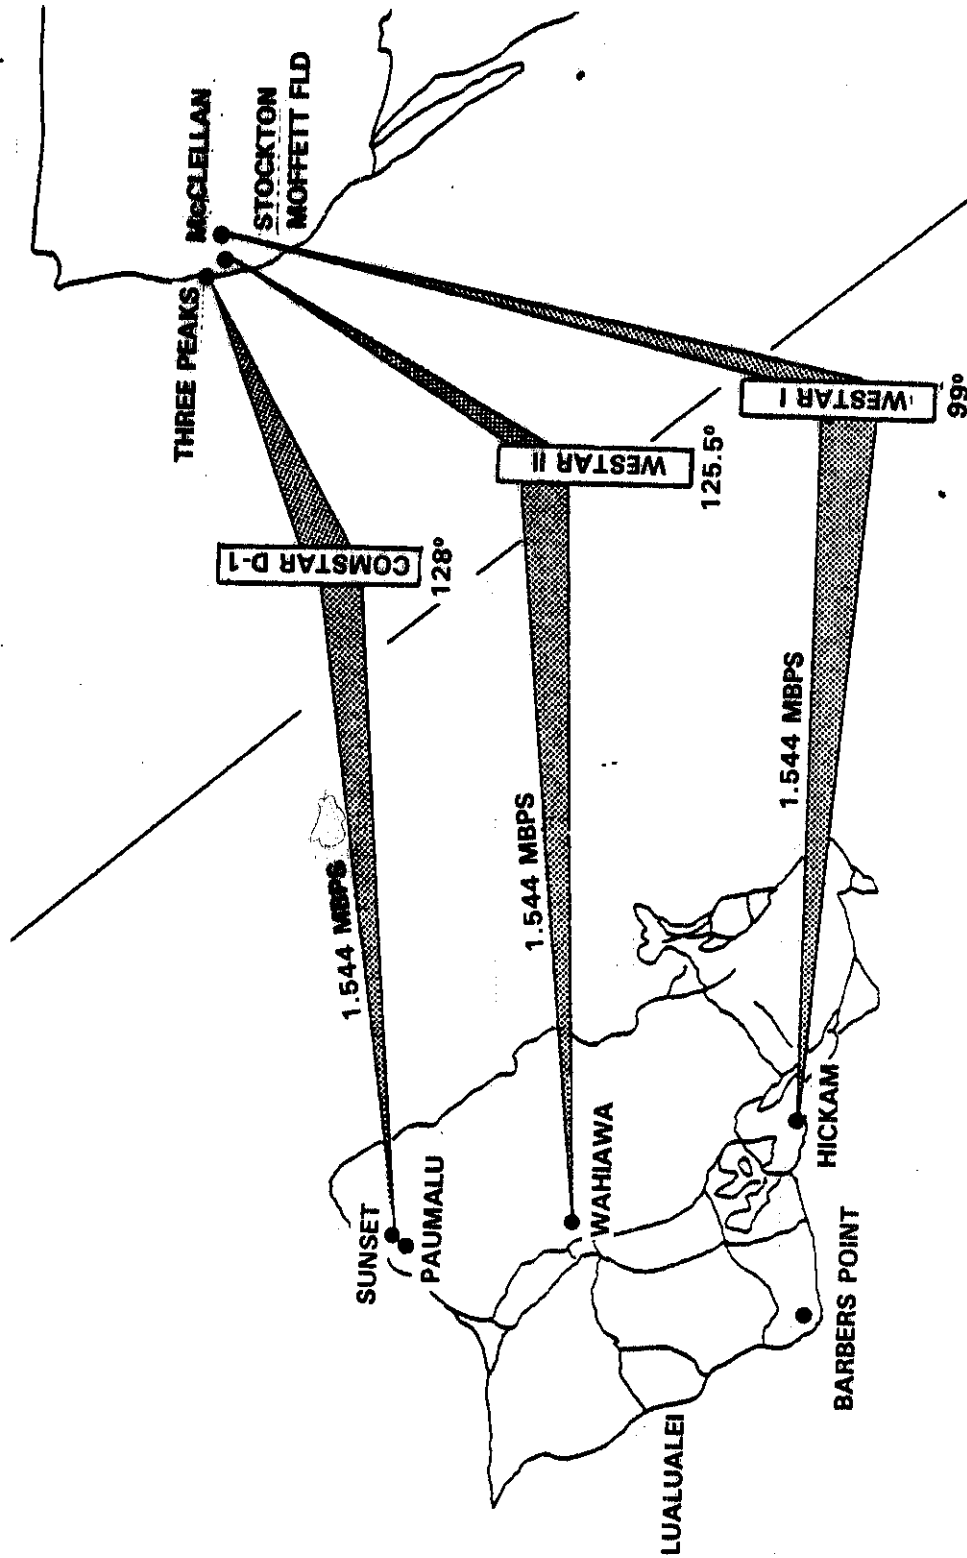 McCLELLAN
STOCKTON
MOFFETT FLD
THREE PEAKS
COMSTAR D-1
128°
WESTAR II
125.5°
WESTAR I
99°
1.544 MBPS
1.544 MBPS
1.544 MBPS
SUNSET
PAUMALU
WAHIAWA
HICKAM
BARBERS POINT
LUALUALEI